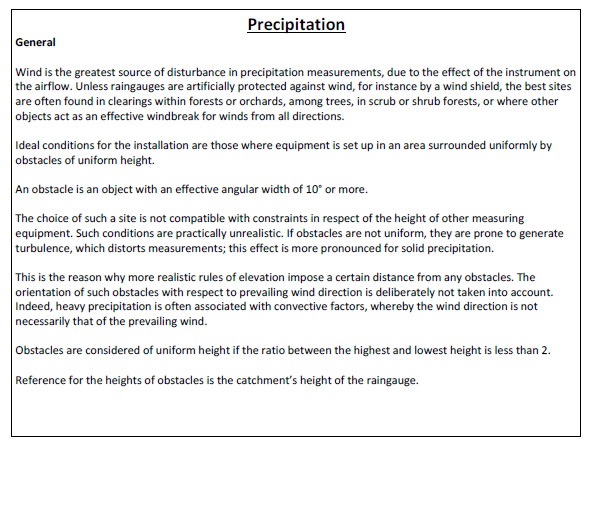 Precipitation
General
Wind is the greatest source of disturbance in precipitation measurements, due to the effect of the instrument on
the airflow. Unless raingauges are artificially protected against wind, for instance by a wind shield, the best sites
are often found in clearings within forests or orchards, among trees, in scrub or shrub forests, or where other
objects act as an effective windbreak for winds from all directions.
Ideal conditions for the installation are those where equipment is set up in an area surrounded uniformly by
obstacles of uniform height.
An obstacle is an object with an effective angular width of 10° or more.
The choice of such a site is not compatible with constraints in respect of the height of other measuring
equipment. Such conditions are practically unrealistic. If obstacles are not uniform, they are prone to generate
turbulence, which distorts measurements; this effect is more pronounced for solid precipitation.
This is the reason why more realistic rules of elevation impose a certain distance from any obstacles. The
orientation of such obstacles with respect to prevailing wind direction is deliberately not taken into account.
Indeed, heavy precipitation is often associated with convective factors, whereby the wind direction is not
necessarily that of the prevailing wind.
Obstacles are considered of uniform height if the ratio between the highest and lowest height is less than 2.
Reference for the heights of obstacles is the catchment's height of the raingauge.